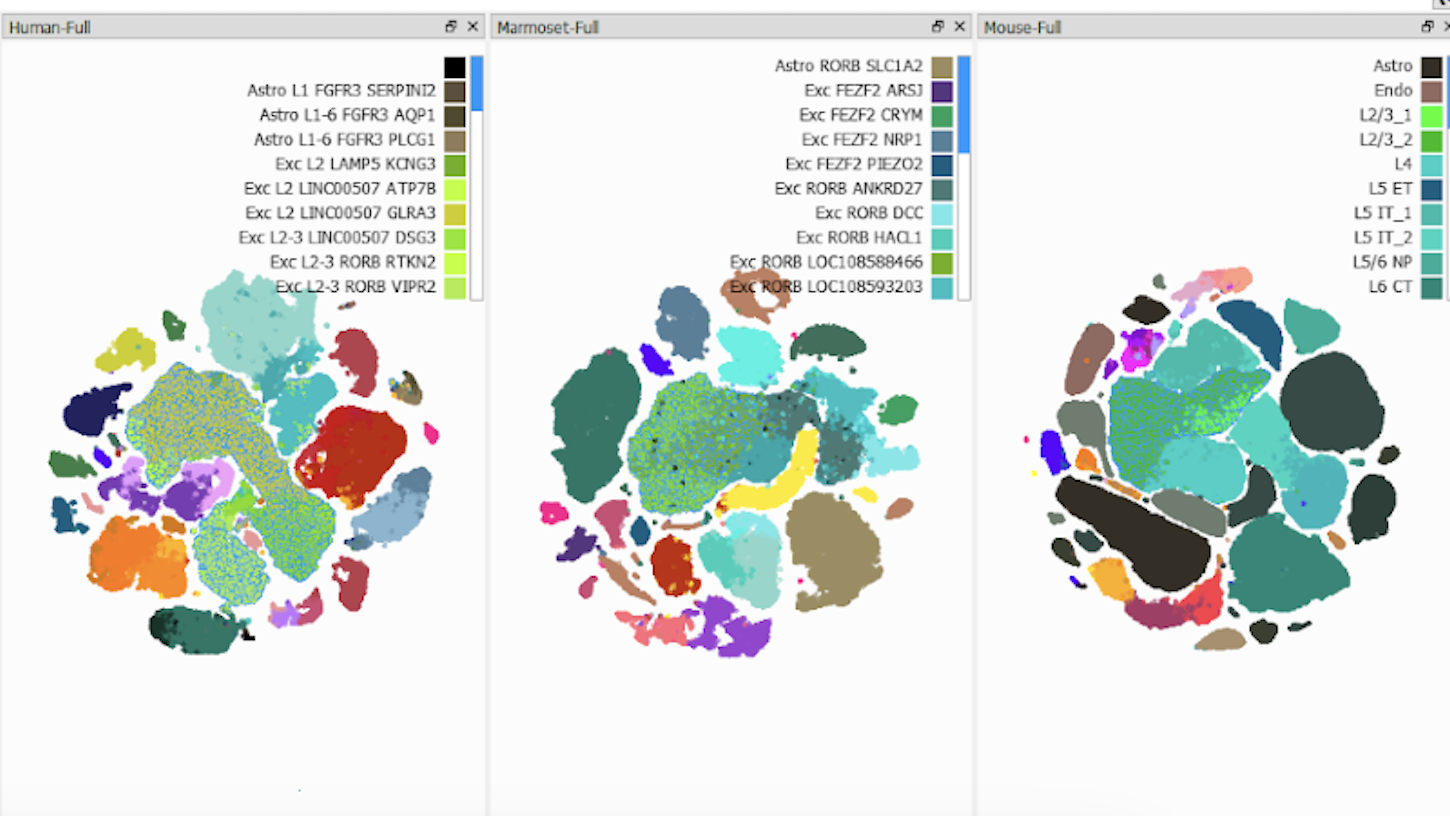 Human-Full
Astro L1 FGFR3 SERPINI2
Astro L1-6 FGFR3 AQP1
Astro L1-6 FGFR3 PLCG1
Exc L2 LAMP5 KCNG3
Exc L2 LINC00507 ATP7B
Exc L2 LINC00507 GLRA3
Exc L2-3 LINC00507 DSG3
Exc L2-3 RORB RTKN2
Exc L2-3 RORB VIPR2
Marmoset-Full
Astro RORB SLC1A2
Exc FEZF2 ARSJ
Exc FEZF2 CRYM
Exc FEZF2 NRP1
Exc FEZF2 PIEZO2
Exc RORB ANKRD27
Exc RORB DCC
Exc RORB HACL1
Exc RORB LOC108588466
Exc RORB LOC108593203
Mouse-Full
Astro
Endo
L2/3_1
L2/3_2
L4
L5 ET
L5 IT_1
L5 IT_2
L5/6 NP
L6 CT